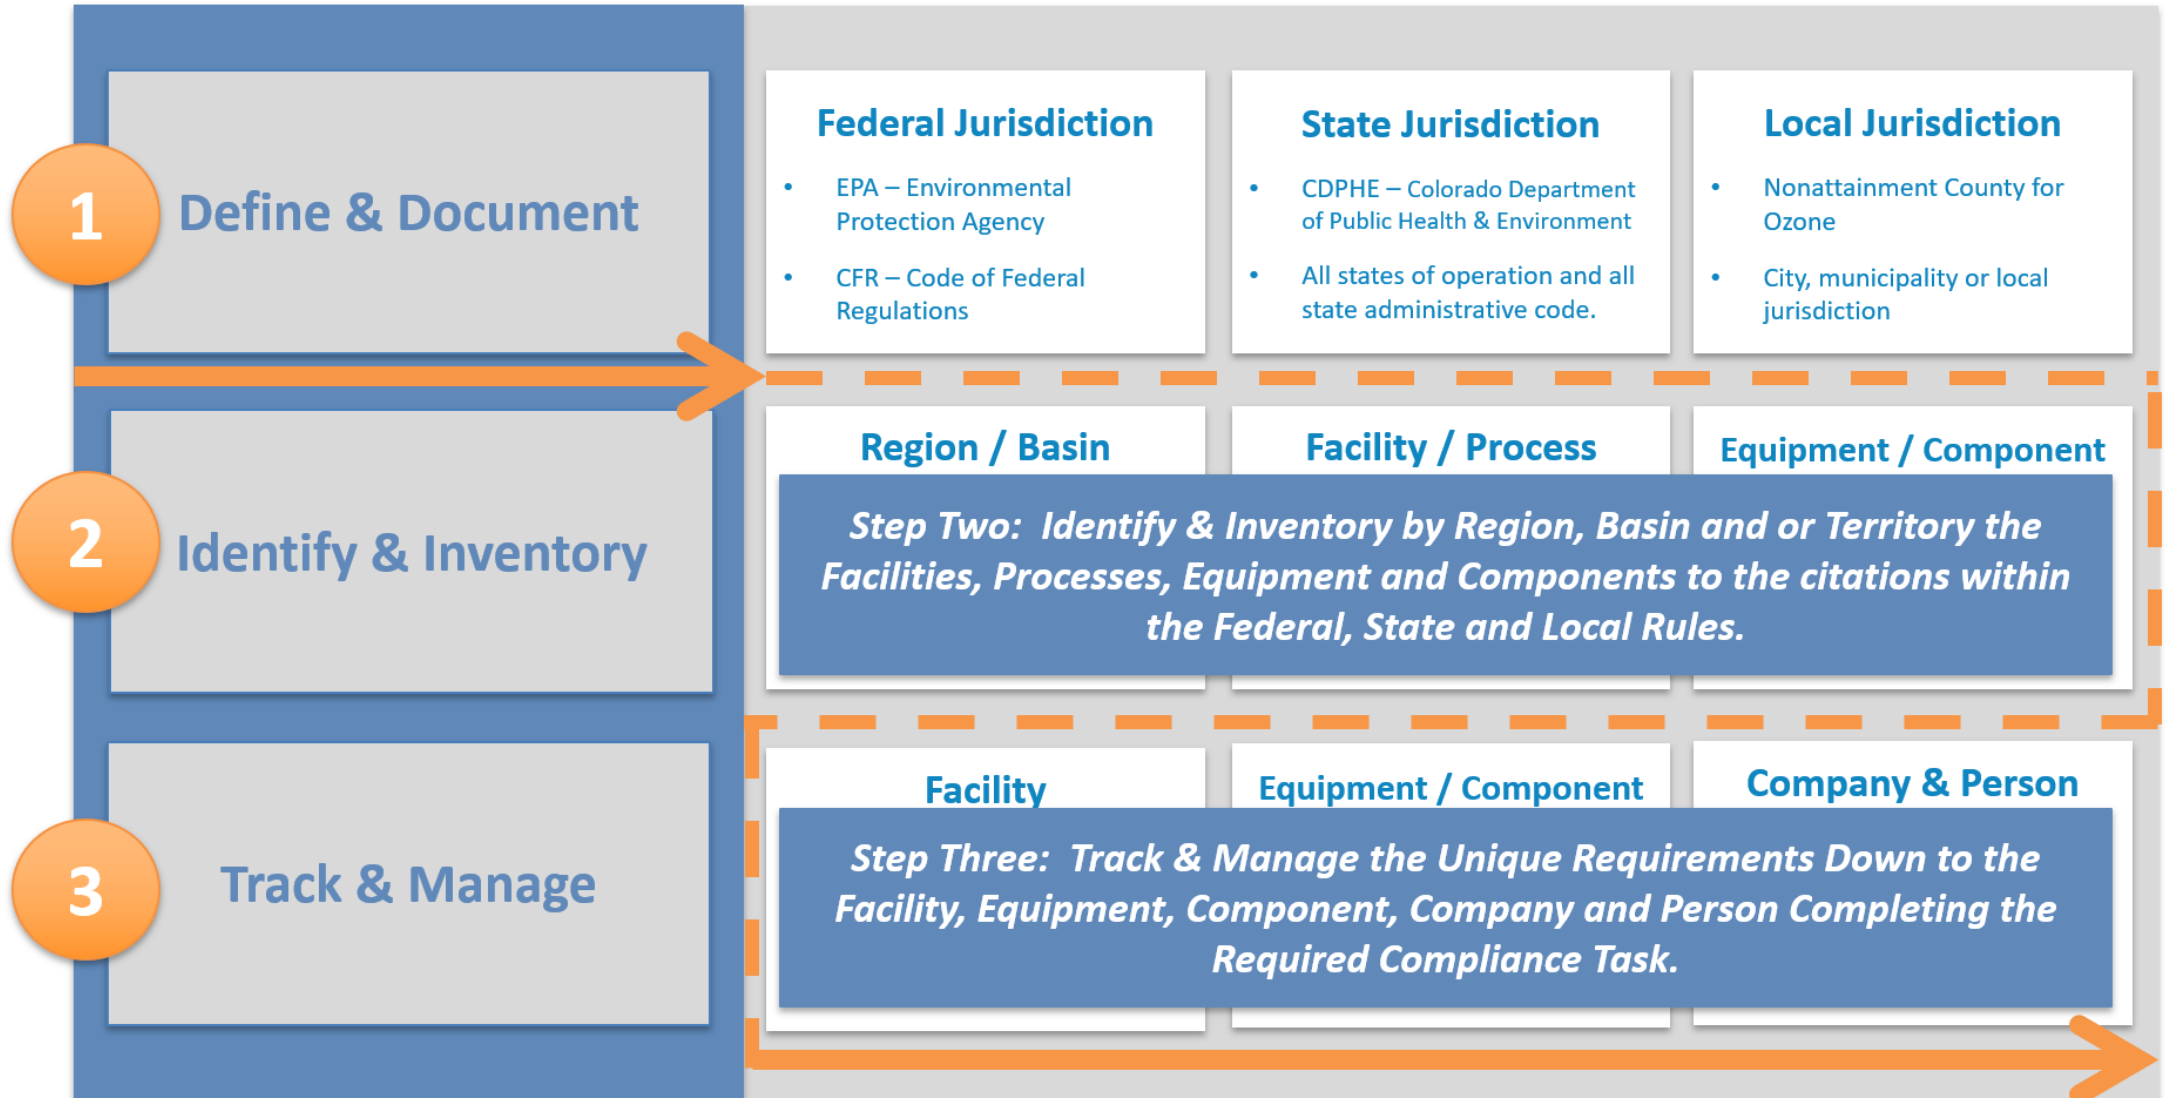 1
Define & Document
Federal Jurisdiction
• EPA – Environmental
Protection Agency
• CFR – Code of Federal
Regulations
State Jurisdiction
• CDPHE – Colorado Department
of Public Health & Environment
• All states of operation and all
state administrative code.
Local Jurisdiction
• Nonattainment County for
Ozone
• City, municipality or local
jurisdiction
2
Identify & Inventory
Region / Basin
Facility / Process
Equipment / Component
Step Two: Identify & Inventory by Region, Basin and or Territory the
Facilities, Processes, Equipment and Components to the citations within
the Federal, State and Local Rules.
3
Track & Manage
Facility
Equipment / Component
Company & Person
Step Three: Track & Manage the Unique Requirements Down to the
Facility, Equipment, Component, Company and Person Completing the
Required Compliance Task.